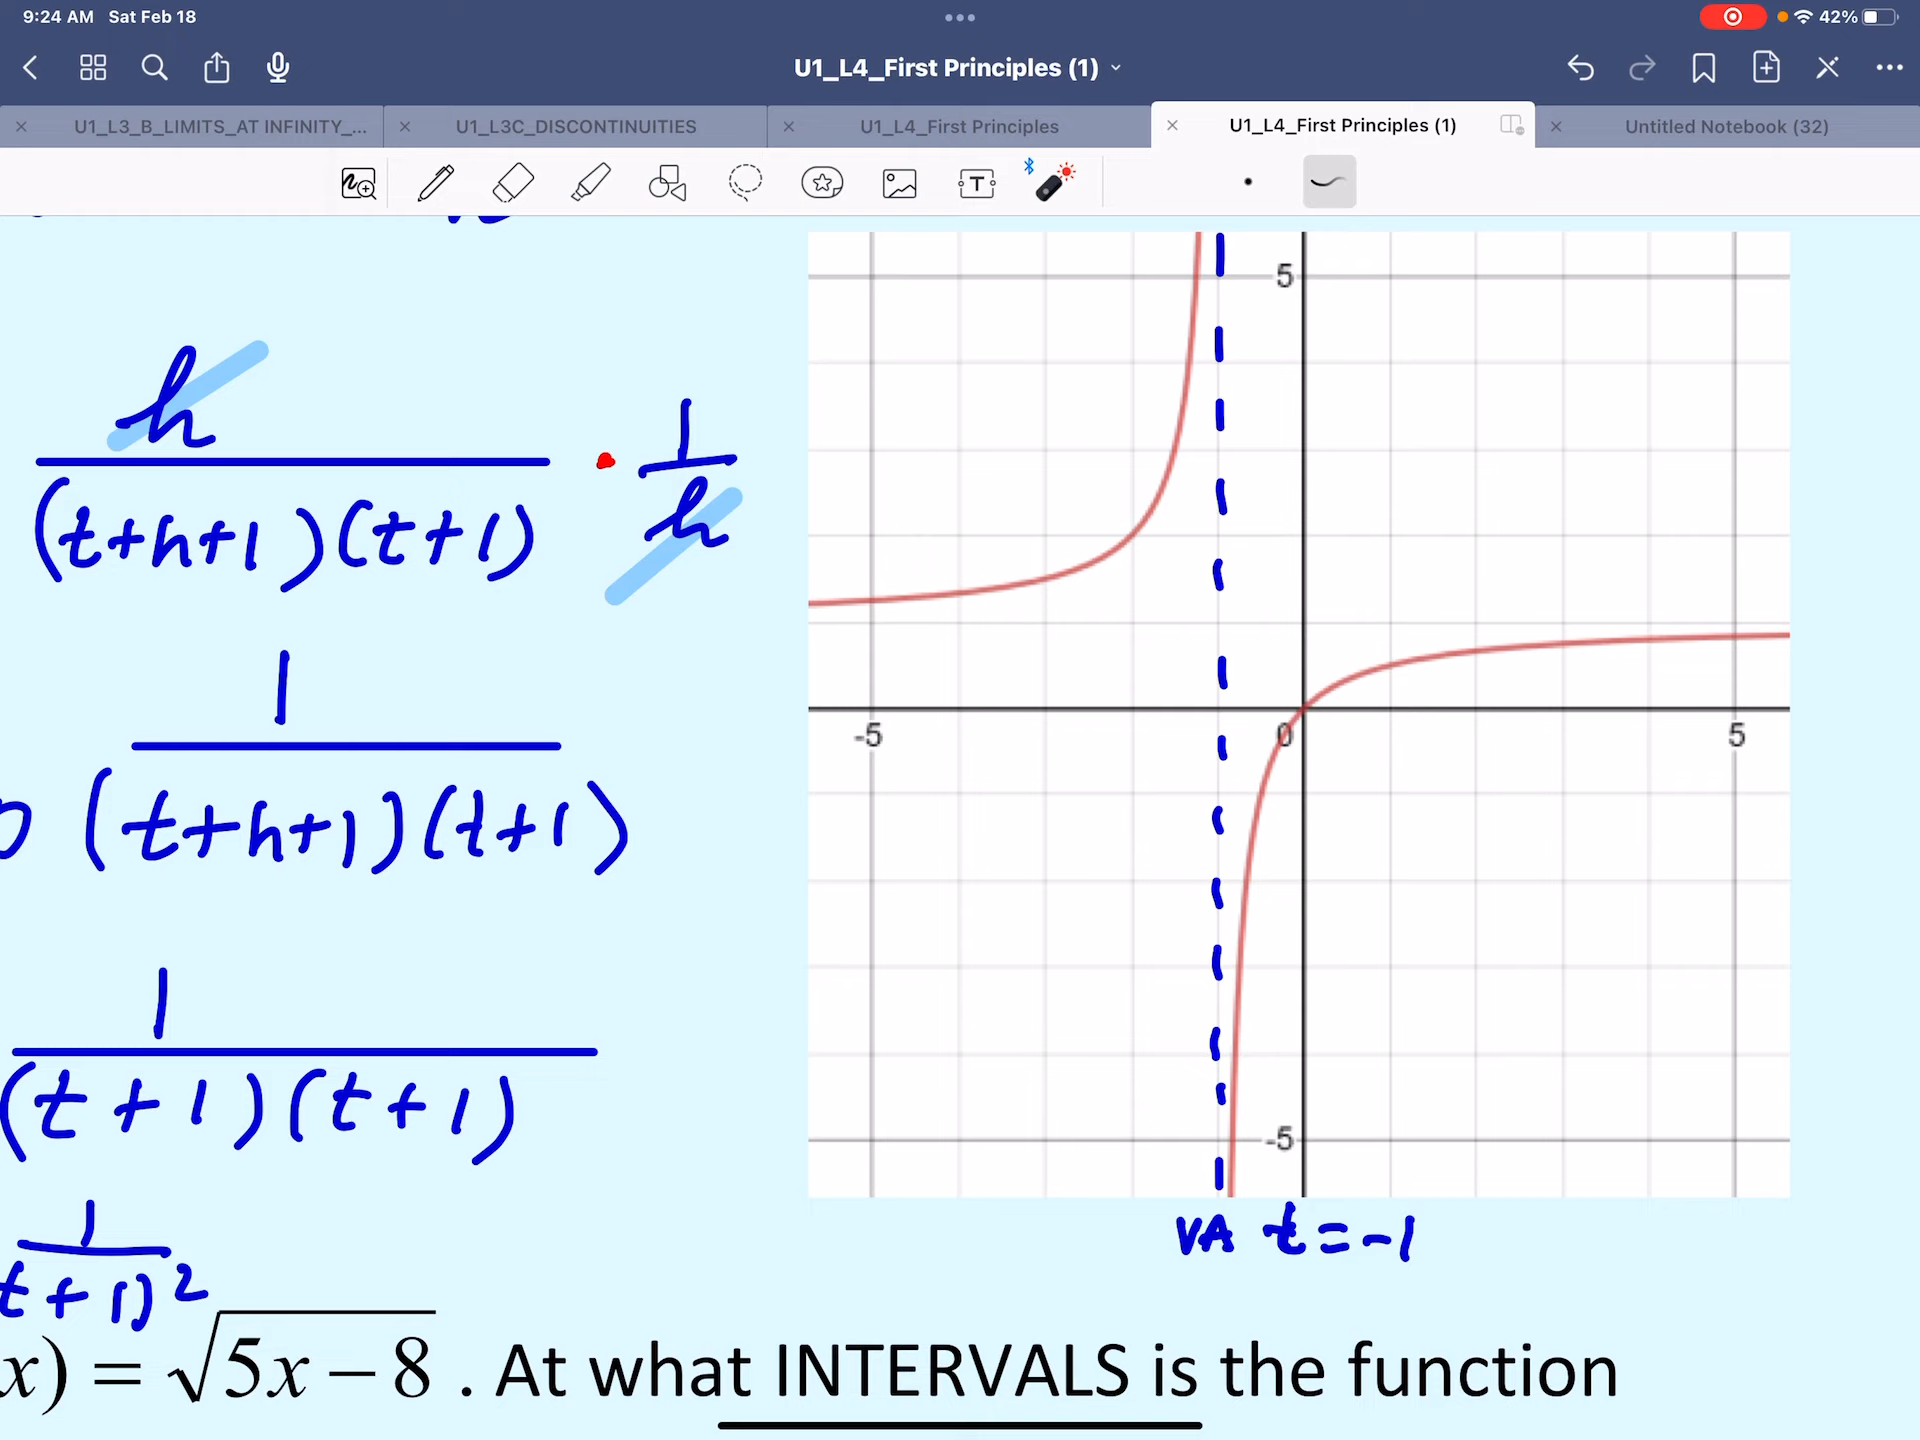 9:24 AM Sat Feb 18
42%
U1_L4_First Principles (1)
U1_L3_B_LIMITS_AT INFINITY_...
U1_L3C_DISCONTINUITIES
U1_L4_First Principles
U1_L4_First Principles (1)
Untitled Notebook (32)
T
h
(t+h+1)(t+1)
·
1
h
1
(t+h+1)(t+1)
1
(t+1)(t+1)
1
t+1)²
5
-5
0
5
-5
VA t=-1
x) = √5x − 8 . At what INTERVALS is the function